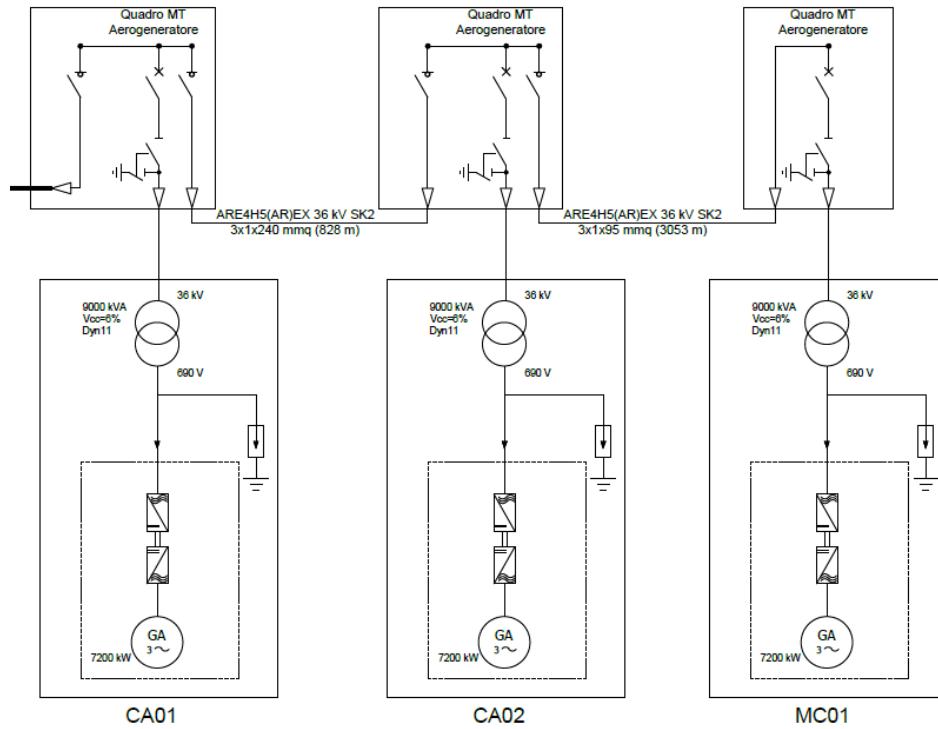 Quadro MT
Aerogeneratore
Quadro MT
Aerogeneratore
Quadro MT
Aerogeneratore
ARE4H5(AR)EX 36 kV SK2
3x1x240 mmq (828 m)
ARE4H5(AR)EX 36 kV SK2
3x1x95 mmq (3053 m)
36 kV
9000 kVA
Vcc=6%
Dyn11
690 V
36 kV
9000 kVA
Vcc=6%
Dyn11
690 V
36 kV
9000 kVA
Vcc=6%
Dyn11
690 V
GA
3
7200 kW
GA
3
7200 kW
GA
3
7200 kW
CA01
CA02
MC01